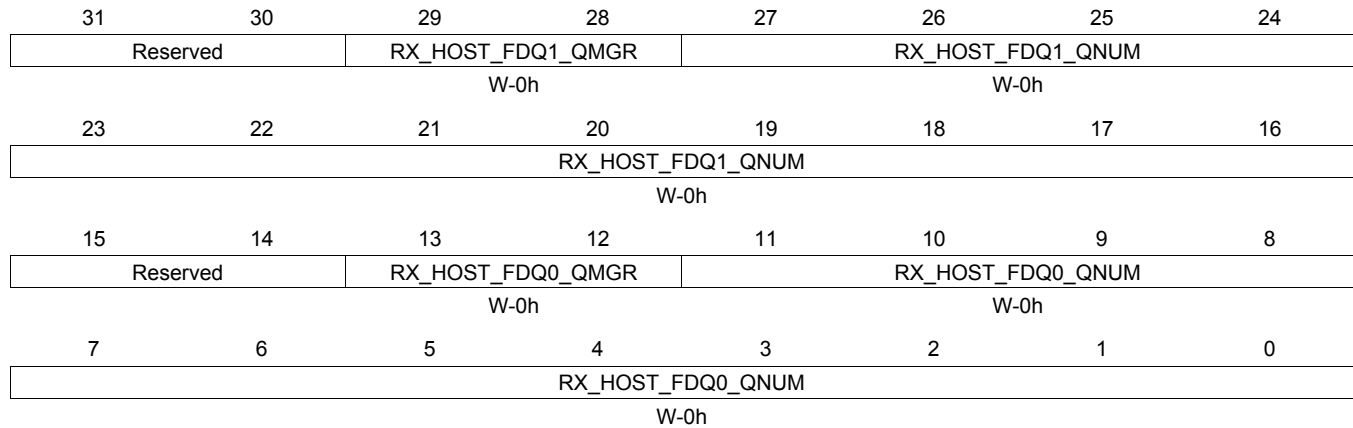 31 30 29 28 27 26 25 24
Reserved RX_HOST_FDQ1_QMGR RX_HOST_FDQ1_QNUM
W-0h W-0h
23 22 21 20 19 18 17 16
RX_HOST_FDQ1_QNUM
W-0h
15 14 13 12 11 10 9 8
Reserved RX_HOST_FDQ0_QMGR RX_HOST_FDQ0_QNUM
W-0h W-0h
7 6 5 4 3 2 1 0
RX_HOST_FDQ0_QNUM
W-0h